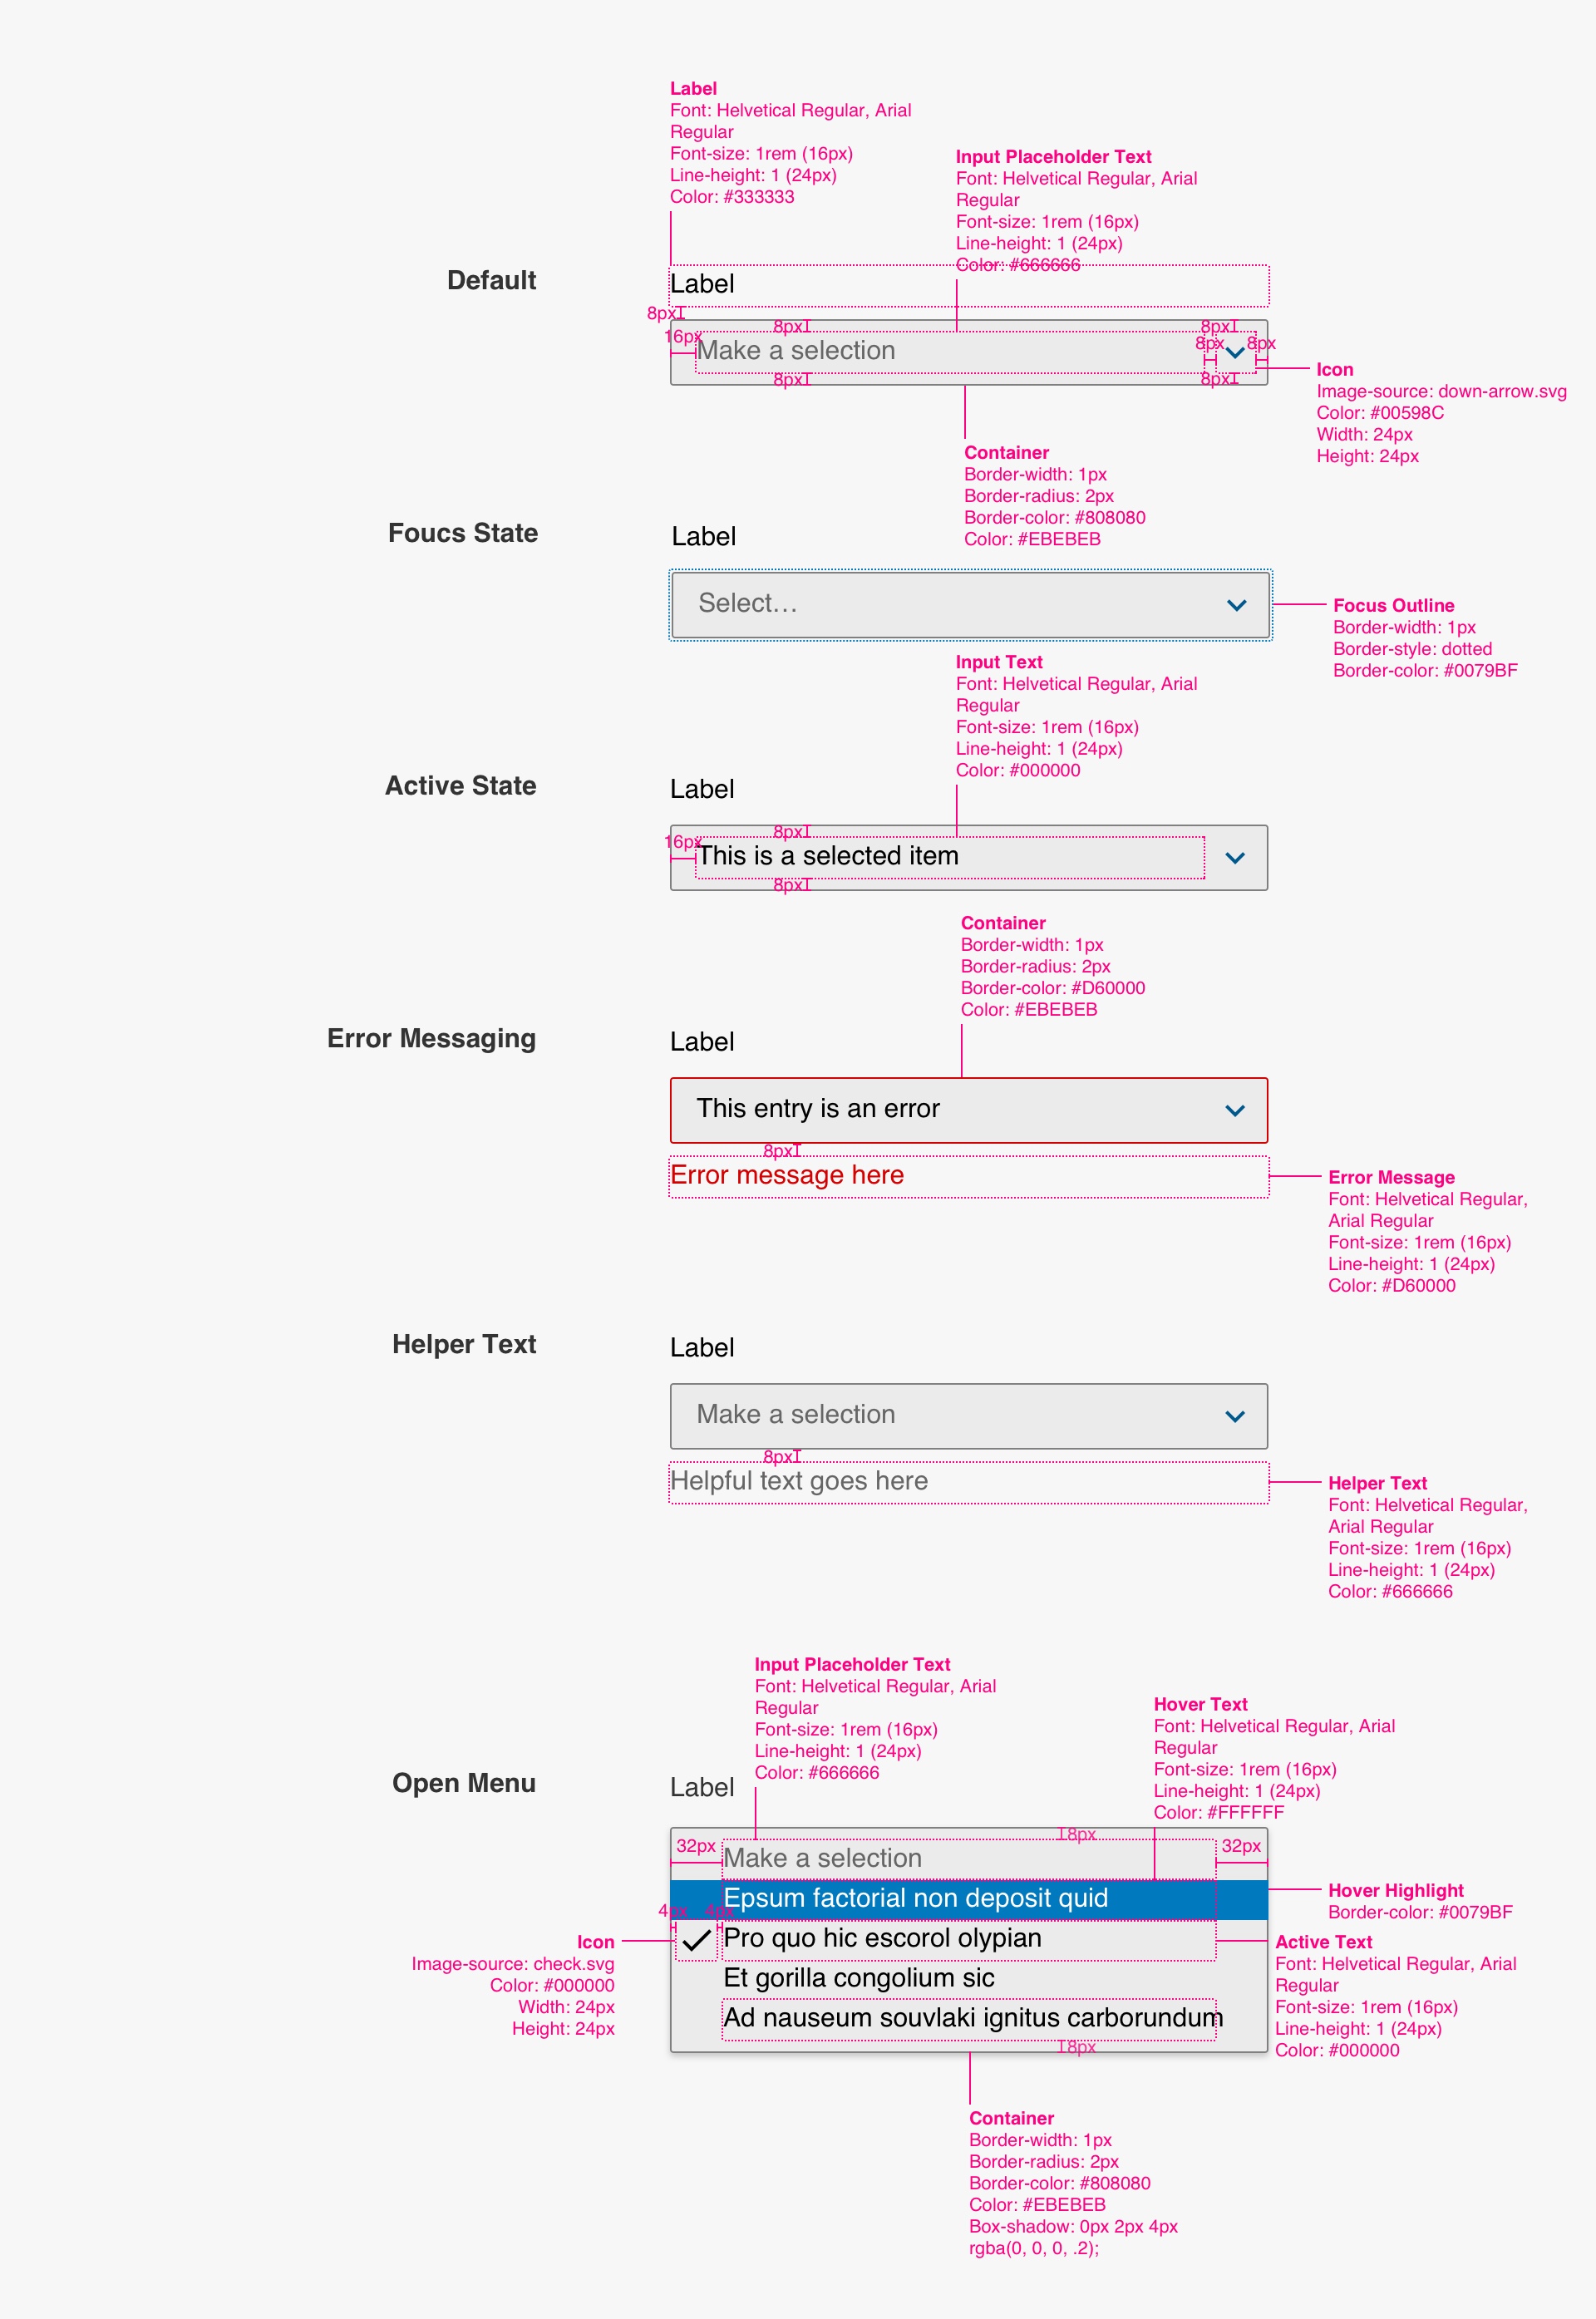 Label
Font: Helvetical Regular, Arial
Regular
Font-size: 1rem (16px)
Line-height: 1 (24px)
Color: #333333
Input Placeholder Text
Font: Helvetical Regular, Arial
Regular
Font-size: 1rem (16px)
Line-height: 1 (24px)
Color: #666666
Default
Label
8px
8px
8px
16px
Make a selection
8px
8px
8px
8px
Icon
Image-source: down-arrow.svg
Color: #00598C
Width: 24px
Height: 24px
Container
Border-width: 1px
Border-radius: 2px
Border-color: #808080
Color: #EBEBEB
Foucs State
Label
Select...
Focus Outline
Border-width: 1px
Border-style: dotted
Border-color: #0079BF
Input Text
Font: Helvetical Regular, Arial
Regular
Font-size: 1rem (16px)
Line-height: 1 (24px)
Color: #000000
Active State
Label
8px
16px
This is a selected item
8px
Container
Border-width: 1px
Border-radius: 2px
Border-color: #D60000
Color: #EBEBEB
Error Messaging
Label
This entry is an error
8px
Error message here
Error Message
Font: Helvetical Regular,
Arial Regular
Font-size: 1rem (16px)
Line-height: 1 (24px)
Color: #D60000
Helper Text
Label
Make a selection
8px
Helpful text goes here
Helper Text
Font: Helvetical Regular,
Arial Regular
Font-size: 1rem (16px)
Line-height: 1 (24px)
Color: #666666
Input Placeholder Text
Font: Helvetical Regular, Arial
Regular
Font-size: 1rem (16px)
Line-height: 1 (24px)
Color: #666666
Hover Text
Font: Helvetical Regular, Arial
Regular
Font-size: 1rem (16px)
Line-height: 1 (24px)
Color: #FFFFFF
Open Menu
Label
8px
32px
Make a selection
32px
Epsum factorial non deposit quid
Hover Highlight
Border-color: #0079BF
4px
4px
Pro quo hic escorol olypian
Et gorilla congolium sic
Ad nauseum souvlaki ignitus carborundum
8px
Icon
Image-source: check.svg
Color: #000000
Width: 24px
Height: 24px
Active Text
Font: Helvetical Regular, Arial
Regular
Font-size: 1rem (16px)
Line-height: 1 (24px)
Color: #000000
Container
Border-width: 1px
Border-radius: 2px
Border-color: #808080
Color: #EBEBEB
Box-shadow: 0px 2px 4px
rgba(0, 0, 0, .2);